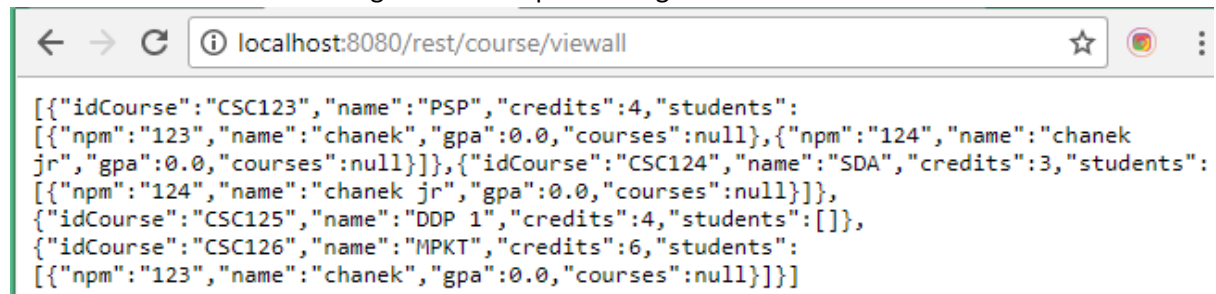 localhost:8080/rest/course/viewall
[{"idCourse":"CSC123","name":"PSP","credits":4,"students":
[{"npm":"123","name":"chanek","gpa":0.0,"courses":null},{"npm":"124","name":"chanek
jr","gpa":0.0,"courses":null}]},{"idCourse":"CSC124","name":"SDA","credits":3,"students":
[{"npm":"124","name":"chanek jr","gpa":0.0,"courses":null}]},
{"idCourse":"CSC125","name":"DDP 1","credits":4,"students":[]},
{"idCourse":"CSC126","name":"MPKT","credits":6,"students":
[{"npm":"123","name":"chanek","gpa":0.0,"courses":null}]}]